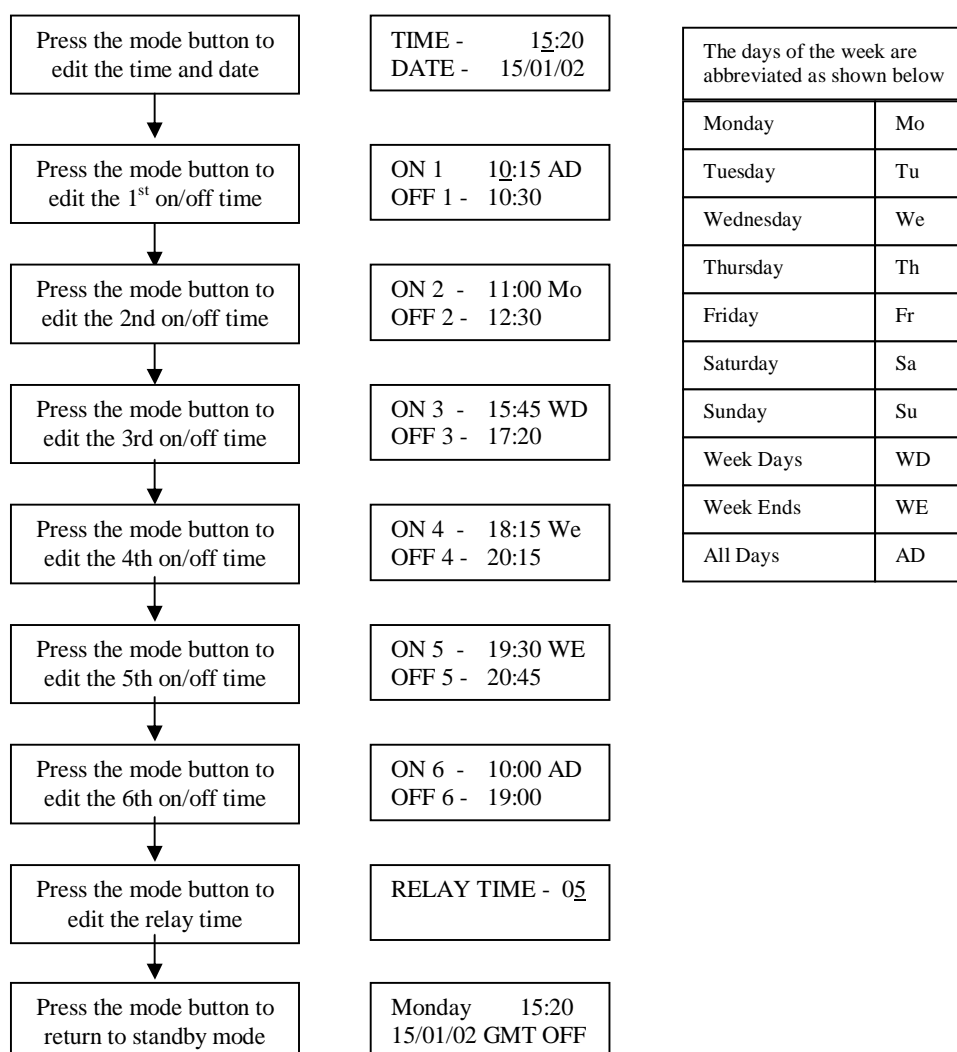 Press the mode button to
edit the time and date
TIME - 15:20
DATE - 15/01/02
Press the mode button to
edit the 1st on/off time
ON 1 10:15 AD
OFF 1 - 10:30
Press the mode button to
edit the 2nd on/off time
ON 2 - 11:00 Mo
OFF 2 - 12:30
Press the mode button to
edit the 3rd on/off time
ON 3 - 15:45 WD
OFF 3 - 17:20
Press the mode button to
edit the 4th on/off time
ON 4 - 18:15 We
OFF 4 - 20:15
Press the mode button to
edit the 5th on/off time
ON 5 - 19:30 WE
OFF 5 - 20:45
Press the mode button to
edit the 6th on/off time
ON 6 - 10:00 AD
OFF 6 - 19:00
Press the mode button to
edit the relay time
RELAY TIME - 05
Press the mode button to
return to standby mode
Monday 15:20
15/01/02 GMT OFF
The days of the week are
abbreviated as shown below
Monday Mo
Tuesday Tu
Wednesday We
Thursday Th
Friday Fr
Saturday Sa
Sunday Su
Week Days WD
Week Ends WE
All Days AD